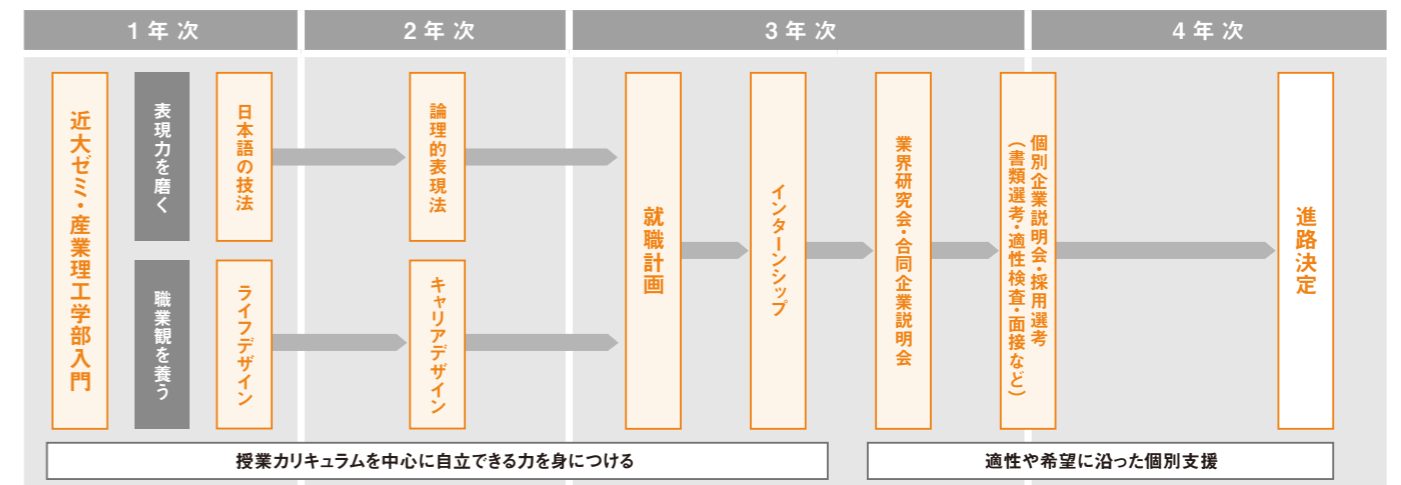 1年次
2年次
3年次
4年次
近大ゼミ・産業理工学部入門
表現力を磨く
日本語の技法
論理的表現法
職業観を養う
ライフデザイン
キャリアデザイン
就職計画
インターンシップ
業界研究会・合同企業説明会
個別企業説明会・採用選考
（書類選考・適性検査・面接など）
進路決定
授業カリキュラムを中心に自立できる力を身につける
適性や希望に沿った個別支援